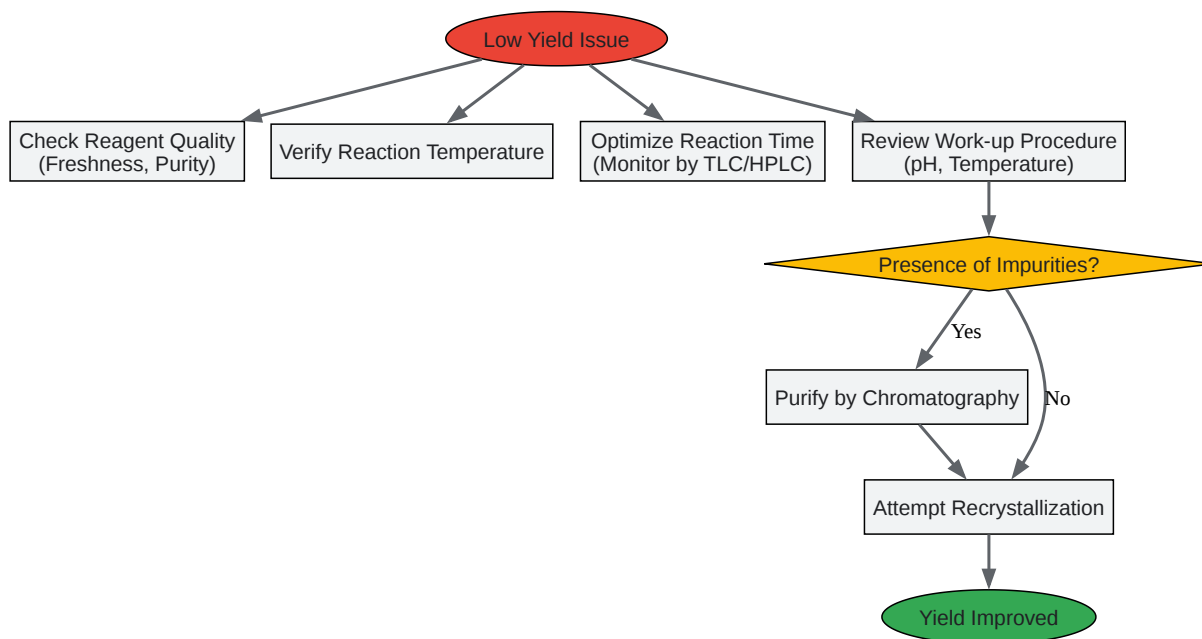 Low Yield Issue
Check Reagent Quality
(Freshness, Purity)
Verify Reaction Temperature
Optimize Reaction Time
(Monitor by TLC/HPLC)
Review Work-up Procedure
(pH, Temperature)
Presence of Impurities?
Yes
Purify by Chromatography
No
Attempt Recrystallization
Yield Improved